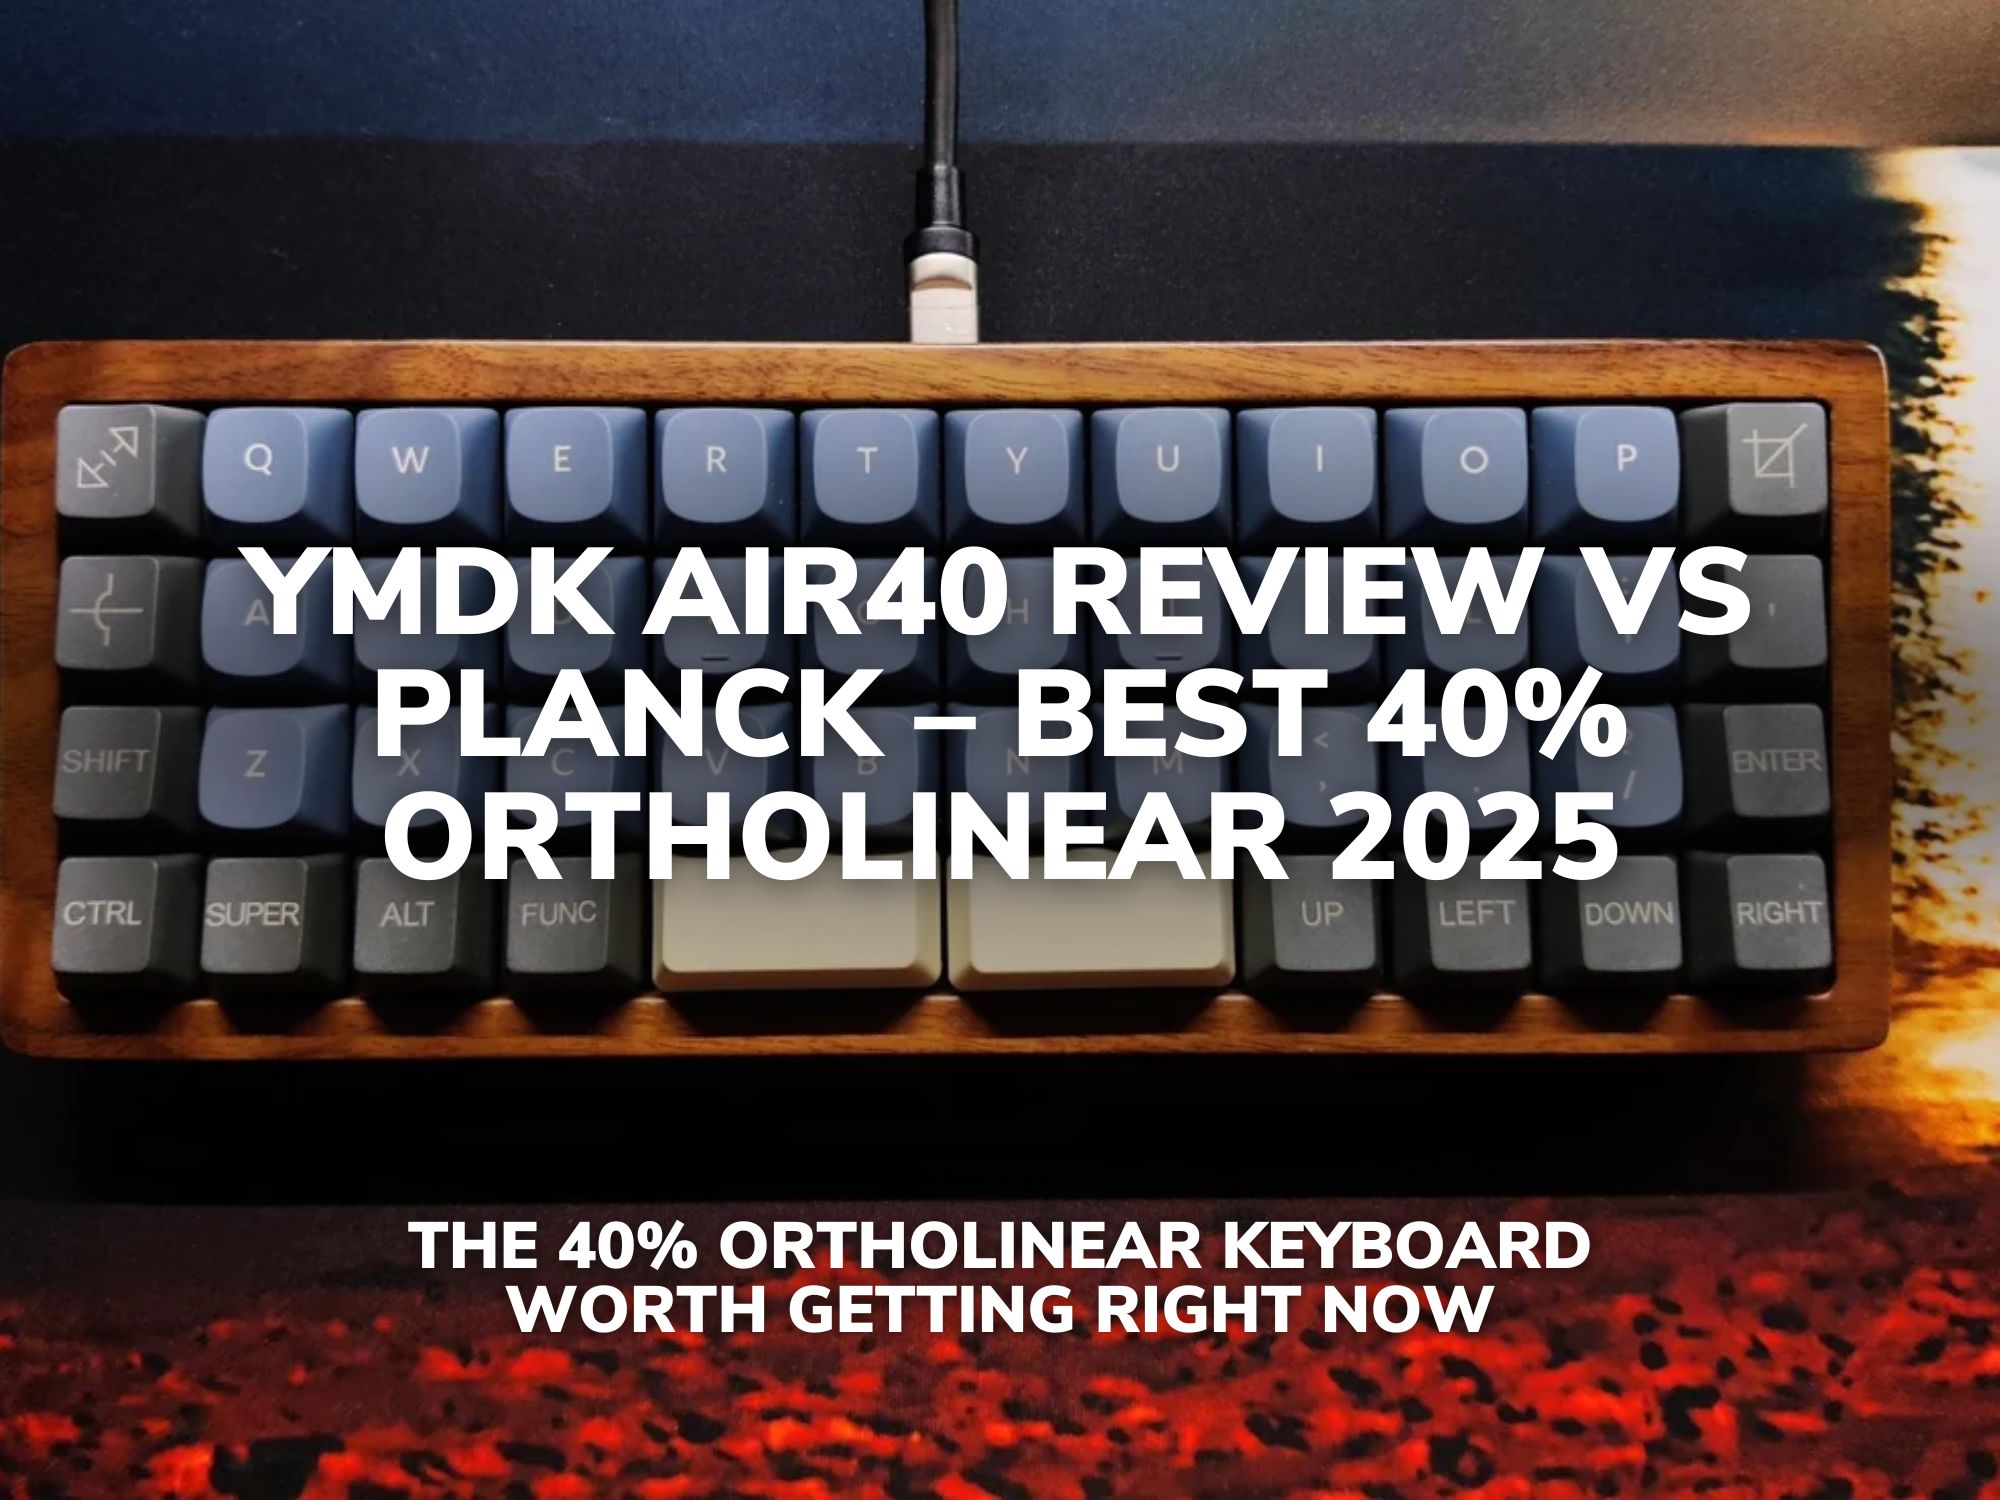 Q W E R T Y U I O P
YMDK AIR40 REVIEW VS
A H L
PLANCK – BEST 40%
SHIFT Z X C V B N M < , ? / ENTER
ORTHOLINEAR 2025
CTRL SUPER ALT FUNC UP LEFT DOWN RIGHT
THE 40% ORTHOLINEAR KEYBOARD
WORTH GETTING RIGHT NOW